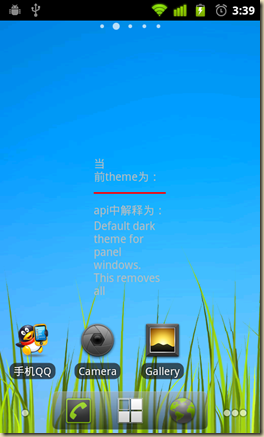 3:39
当
前theme为：
api中解释为：
Default dark
theme for
panel
windows.
This removes
all
手机QQ
Camera
Gallery